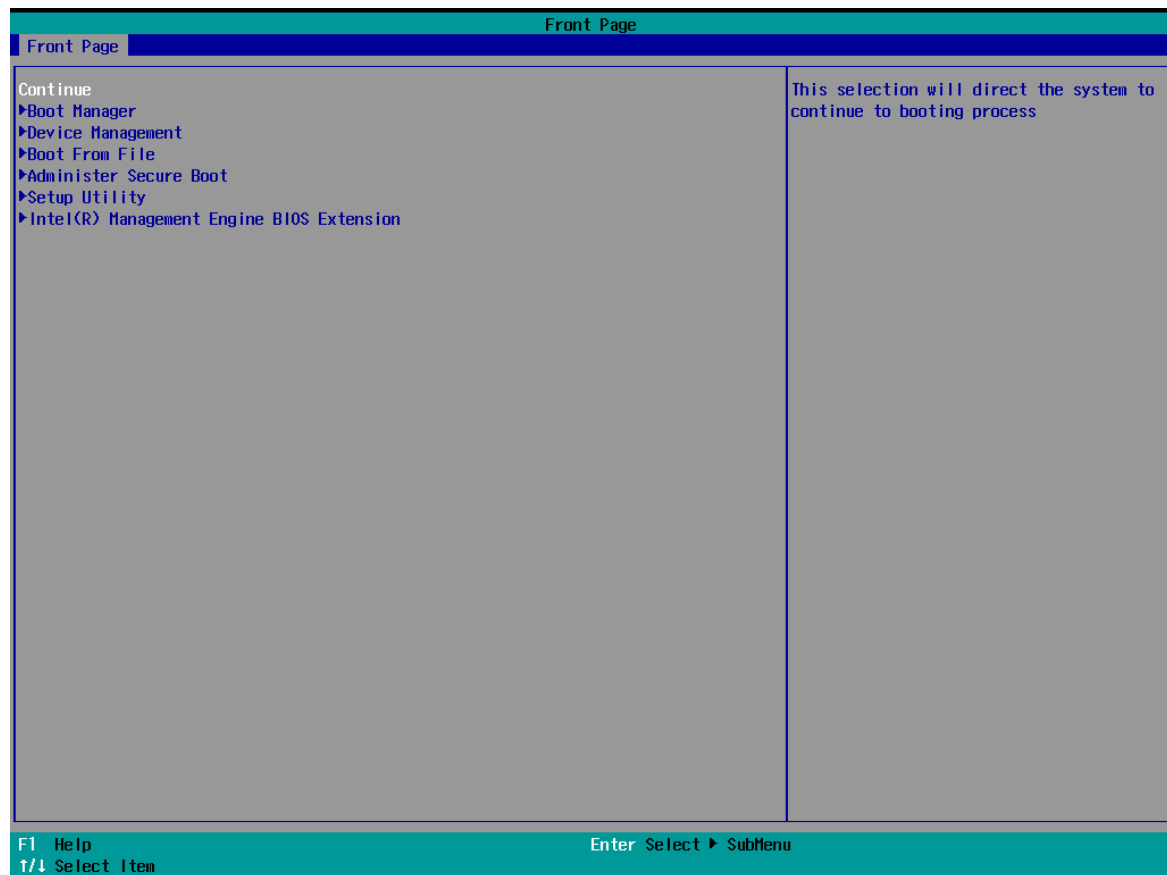 Front Page
Front Page
Continue
▶Boot Manager
▶Device Management
▶Boot From File
▶Administer Secure Boot
▶Setup Utility
▶Intel(R) Management Engine BIOS Extension
This selection will direct the system to
continue to booting process
F1 Help
↑/↓ Select Item
Enter Select ▶ SubMenu